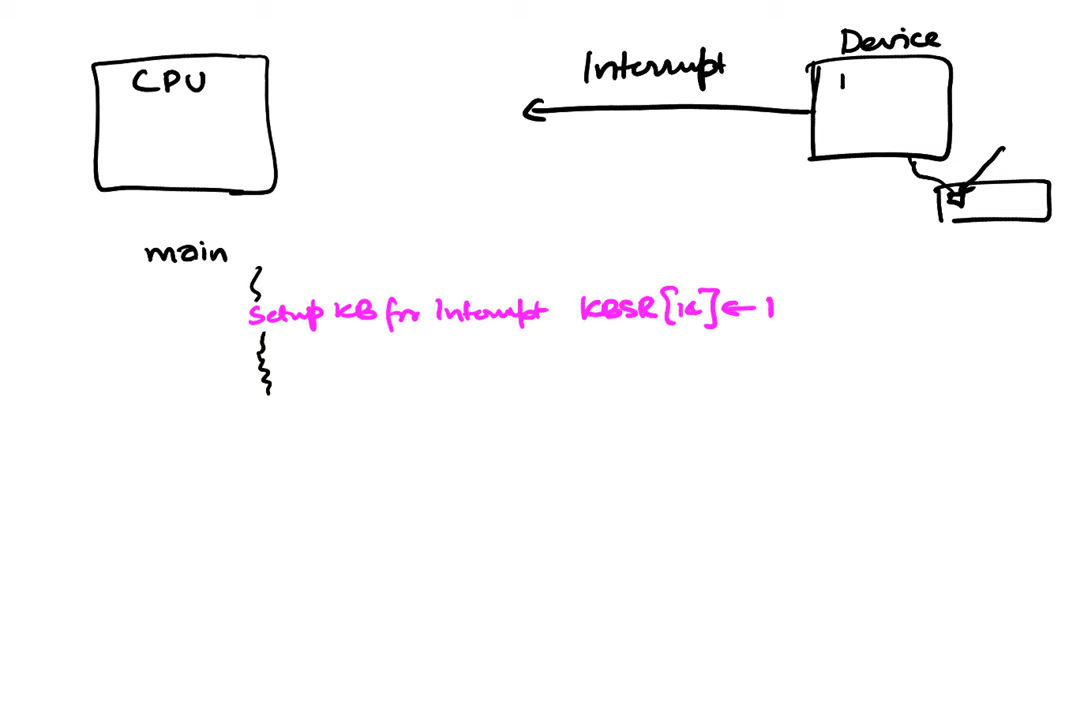 Device
Interrupt
1
CPU
main
Setup KB for Interrupt KBSR[14] ← 1